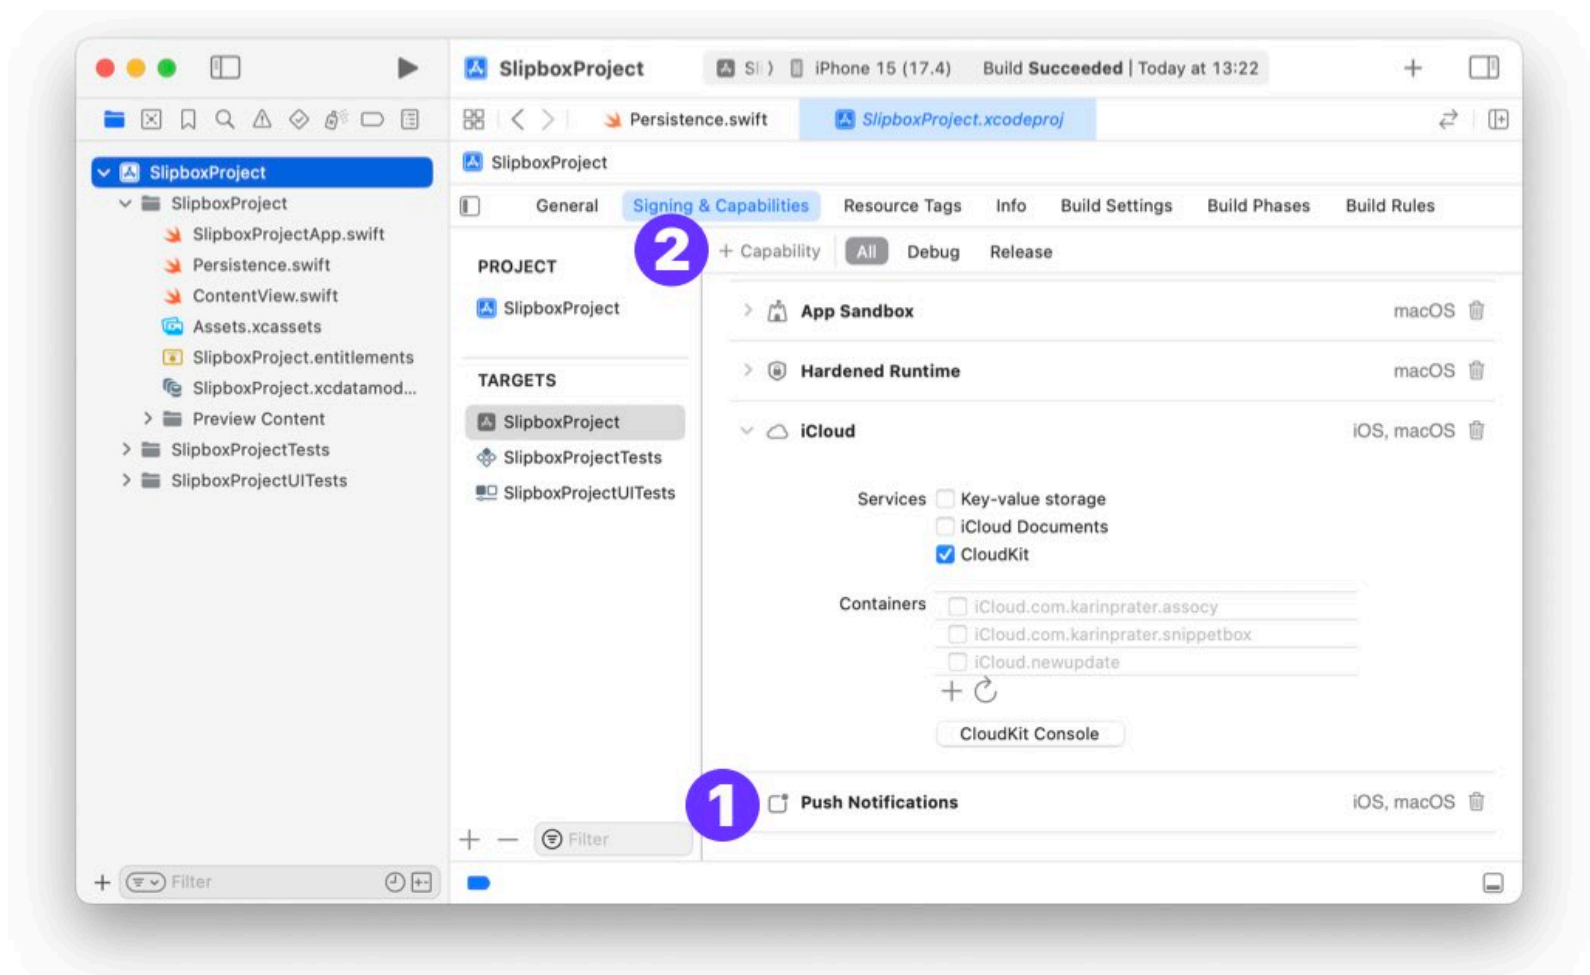 SlipboxProject
iPhone 15 (17.4)
Build Succeeded | Today at 13:22
Persistence.swift
SlipboxProject.xcodeproj
SlipboxProject
SlipboxProject
SlipboxProjectApp.swift
Persistence.swift
ContentView.swift
Assets.xcassets
SlipboxProject.entitlements
SlipboxProject.xcdatamod...
Preview Content
SlipboxProjectTests
SlipboxProjectUITests
Filter
SlipboxProject
General Signing & Capabilities Resource Tags Info Build Settings Build Phases Build Rules
PROJECT
SlipboxProject
TARGETS
SlipboxProject
SlipboxProjectTests
SlipboxProjectUITests
Filter
2
+ Capability All Debug Release
App Sandbox macOS
Hardened Runtime macOS
iCloud iOS, macOS
Services Key-value storage
iCloud Documents
CloudKit
Containers iCloud.com.karinprater.assocy
iCloud.com.karinprater.snippetbox
iCloud.newupdate
CloudKit Console
1
Push Notifications iOS, macOS